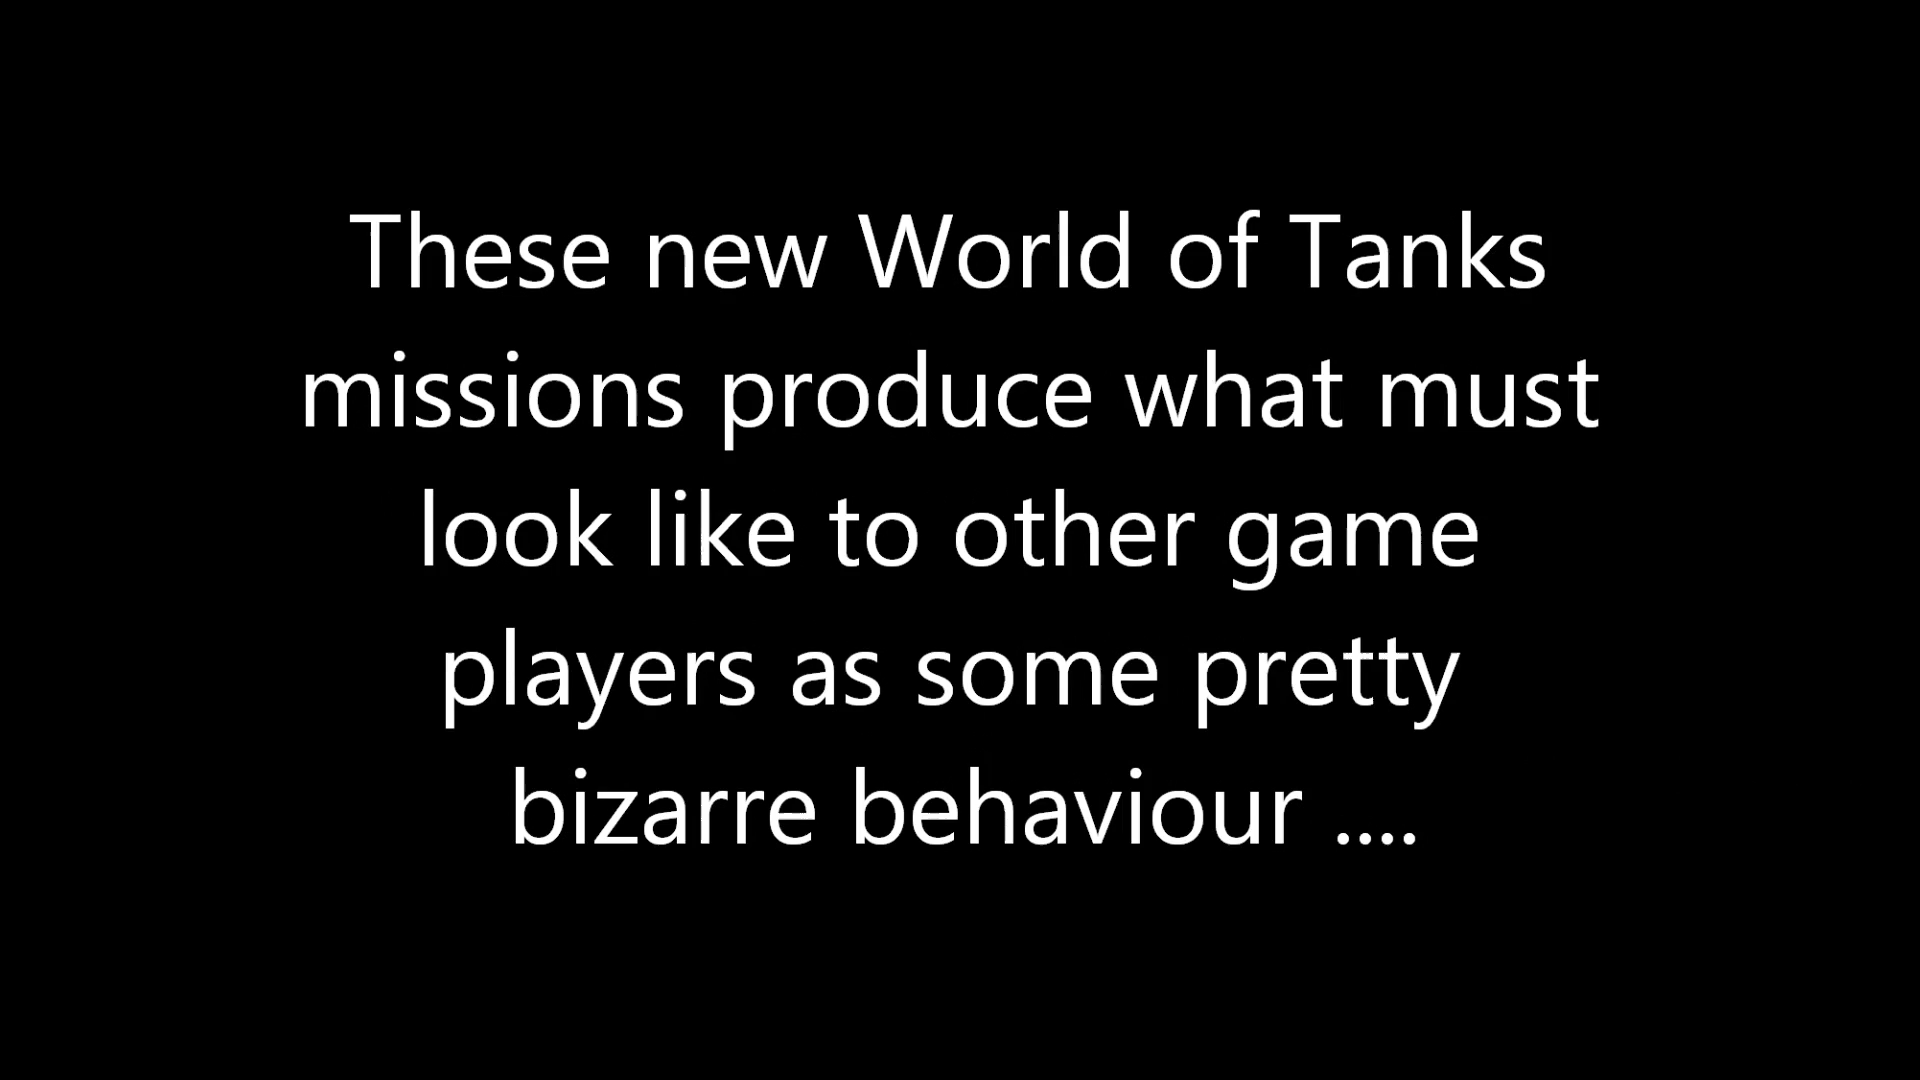 These new World of Tanks
missions produce what must
look like to other game
players as some pretty
bizarre behaviour ....